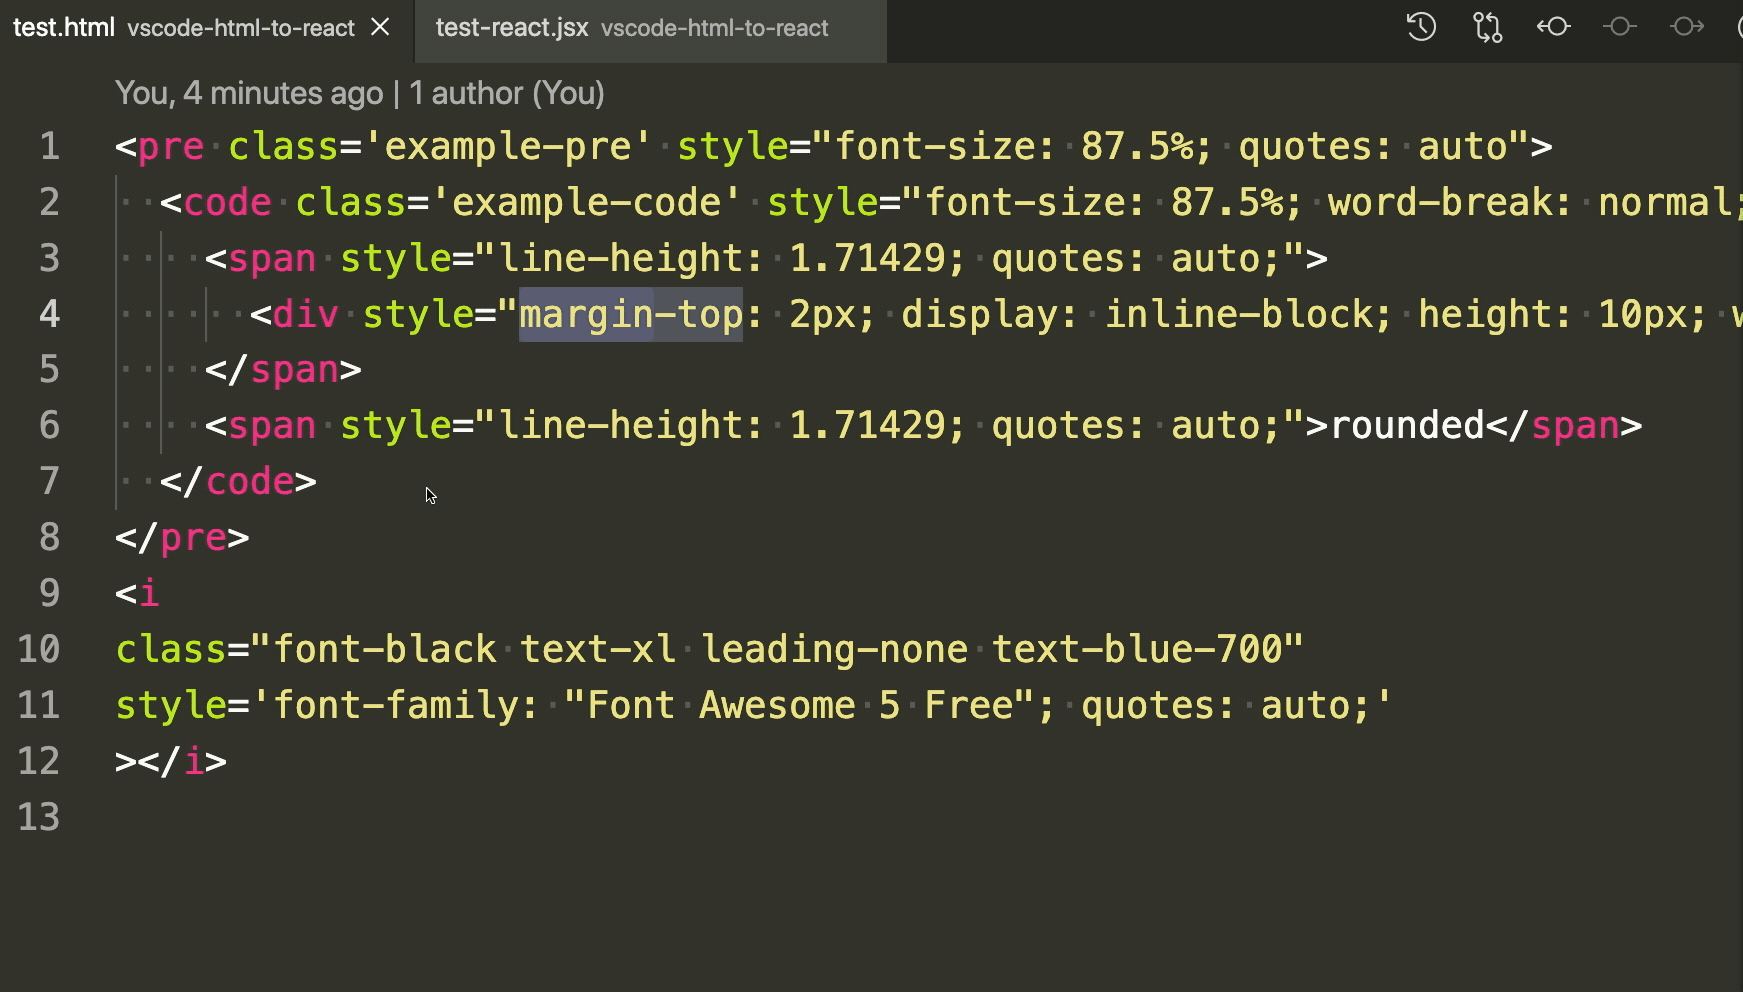 test.html vscode-html-to-react test-react.jsx vscode-html-to-react
You, 4 minutes ago | 1 author (You)
1 <pre class='example-pre' style="font-size: 87.5%; quotes: auto">
2 <code class='example-code' style="font-size: 87.5%; word-break: normal;
3 <span style="line-height: 1.71429; quotes: auto;">
4 <div style="margin-top: 2px; display: inline-block; height: 10px;
5 </span>
6 <span style="line-height: 1.71429; quotes: auto;">rounded</span>
7 </code>
8 </pre>
9 <i
10 class="font-black text-xl leading-none text-blue-700"
11 style='font-family: "Font Awesome 5 Free"; quotes: auto;'
12 ></i>
13